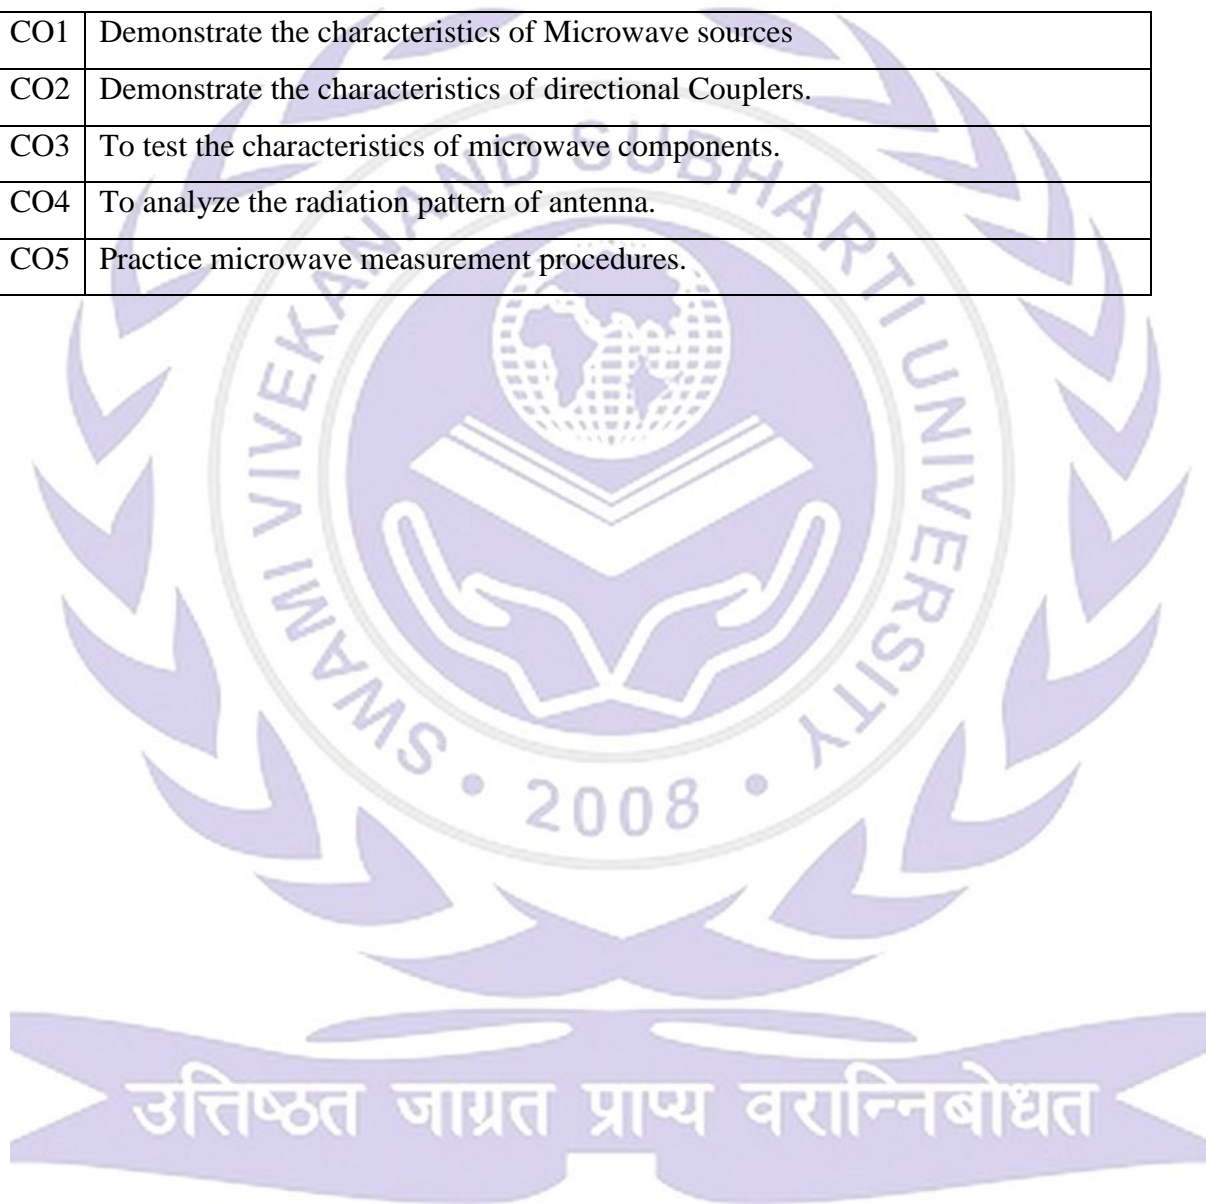 CO1 Demonstrate the characteristics of Microwave sources
CO2 Demonstrate the characteristics of directional Couplers.
CO3 To test the characteristics of microwave components.
CO4 To analyze the radiation pattern of antenna.
CO5 Practice microwave measurement procedures.
SWAMI VIVEKANAND SUBHARTI UNIVERSITY
• 2008 •
उत्तिष्ठत जाग्रत प्राप्य वरान्निबोधत